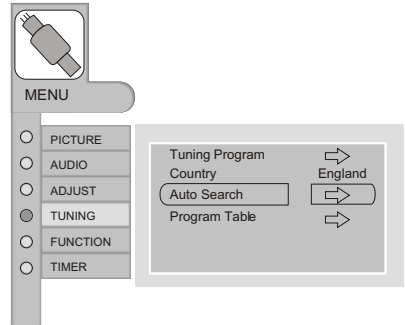 MENU
PICTURE
AUDIO
ADJUST
TUNING
FUNCTION
TIMER
Tuning Program
Country England
Auto Search
Program Table